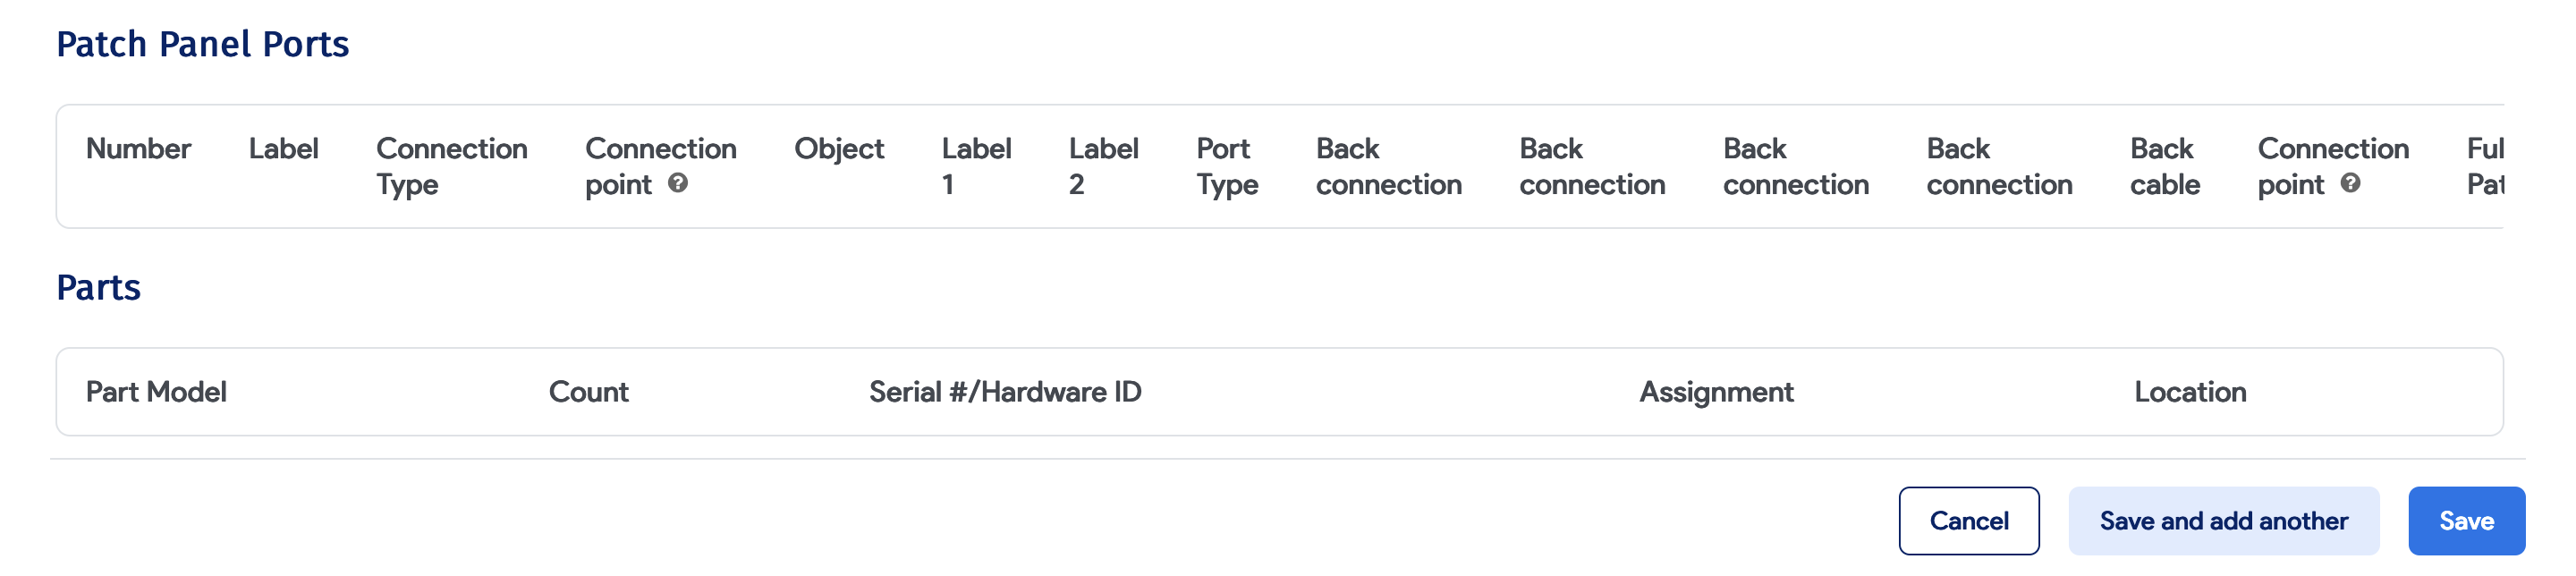 Patch Panel Ports
Number Label Connection Type Connection point ? Object Label 1 Label 2 Port Type Back connection Back connection Back connection Back connection Back cable Connection point ?
Parts
Part Model Count Serial #/Hardware ID Assignment Location
Cancel Save and add another Save